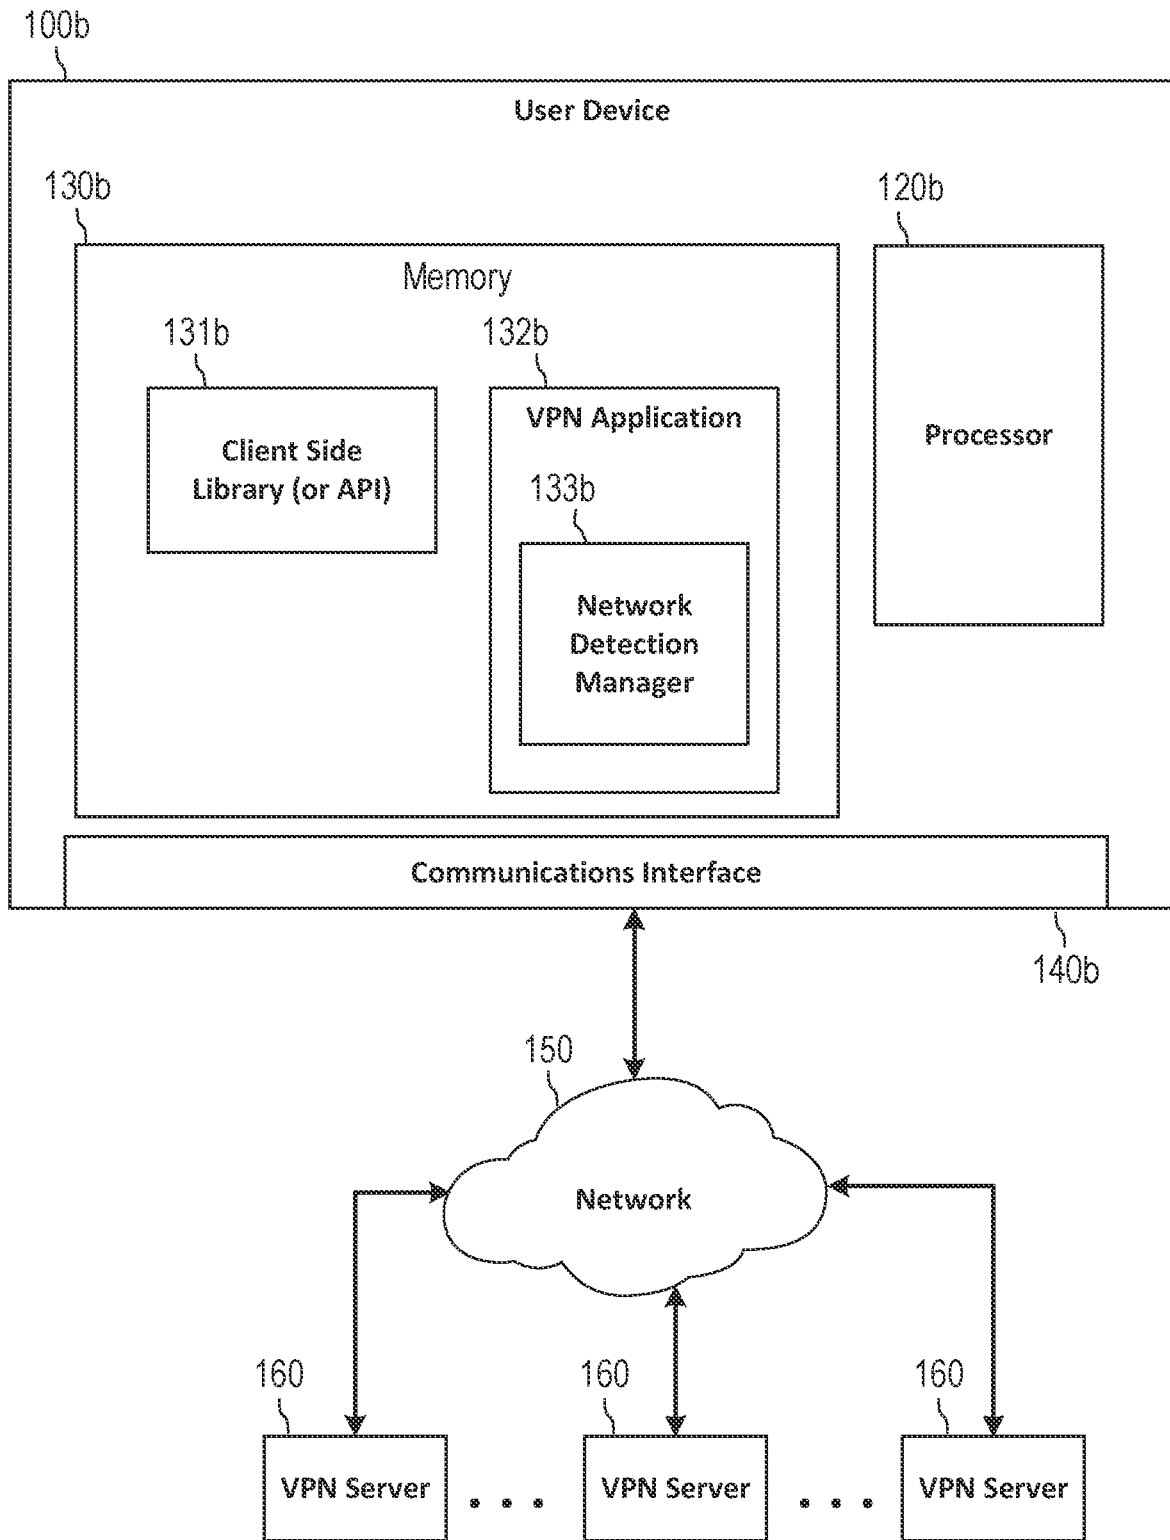 100b
User Device
130b
120b
Memory
131b
132b
Client Side
Library (or API)
VPN Application
Processor
133b
Network
Detection
Manager
Communications Interface
140b
150
Network
160
160
160
VPN Server
VPN Server
VPN Server